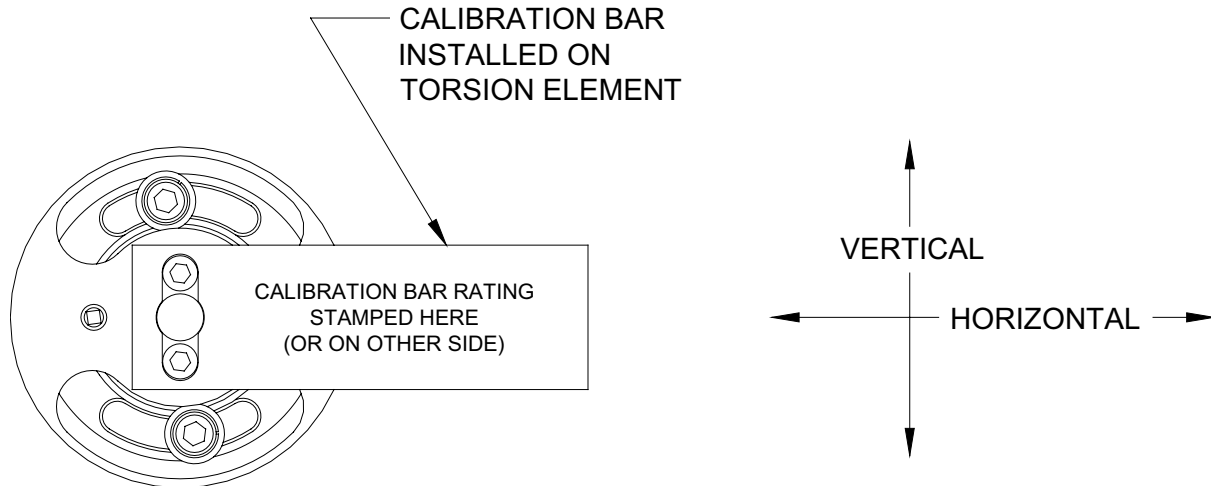 CALIBRATION BAR
INSTALLED ON
TORSION ELEMENT
CALIBRATION BAR RATING
STAMPED HERE
(OR ON OTHER SIDE)
VERTICAL
HORIZONTAL